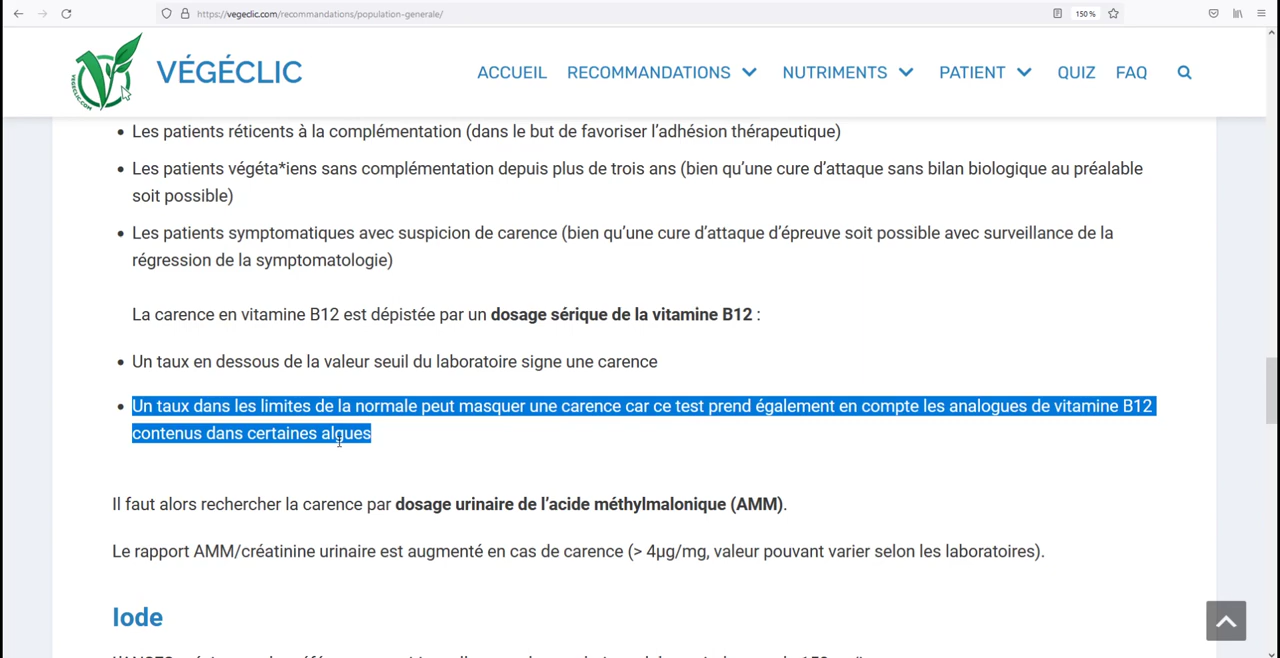 https://vegeclic.com/recommandations/population-generale/
150 %
VÉGÉCLIC
ACCUEIL RECOMMANDATIONS NUTRIMENTS PATIENT QUIZ FAQ
VEGECLIC.COM
Les patients réticents à la complémentation (dans le but de favoriser l’adhésion thérapeutique)
Les patients végéta*iens sans complémentation depuis plus de trois ans (bien qu’une cure d’attaque sans bilan biologique au préalable
soit possible)
Les patients symptomatiques avec suspicion de carence (bien qu’une cure d’attaque d’épreuve soit possible avec surveillance de la
régression de la symptomatologie)
La carence en vitamine B12 est dépistée par un dosage sérique de la vitamine B12 :
Un taux en dessous de la valeur seuil du laboratoire signe une carence
Un taux dans les limites de la normale peut masquer une carence car ce test prend également en compte les analogues de vitamine B12
contenus dans certaines algues
Il faut alors rechercher la carence par dosage urinaire de l’acide méthylmalonique (AMM).
Le rapport AMM/créatinine urinaire est augmenté en cas de carence (> 4µg/mg, valeur pouvant varier selon les laboratoires).
Iode